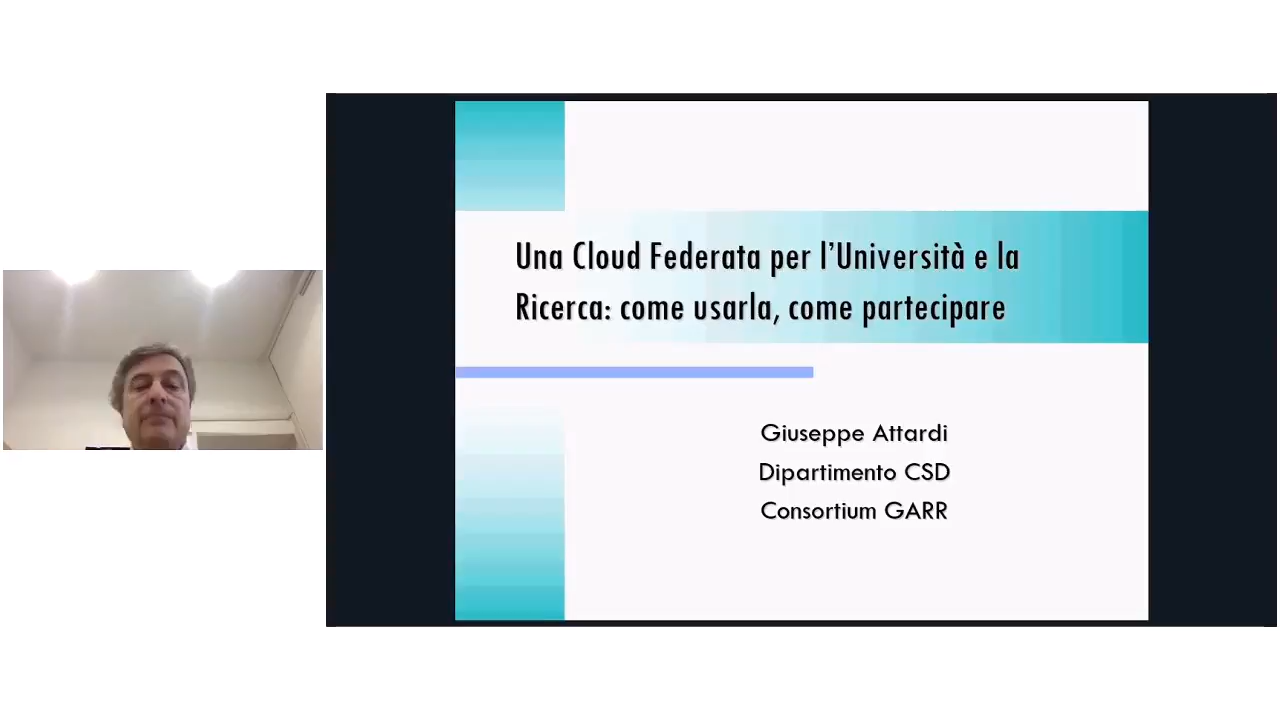 Una Cloud Federata per l’Università e la
Ricerca: come usarla, come partecipare
Giuseppe Attardi
Dipartimento CSD
Consortium GARR